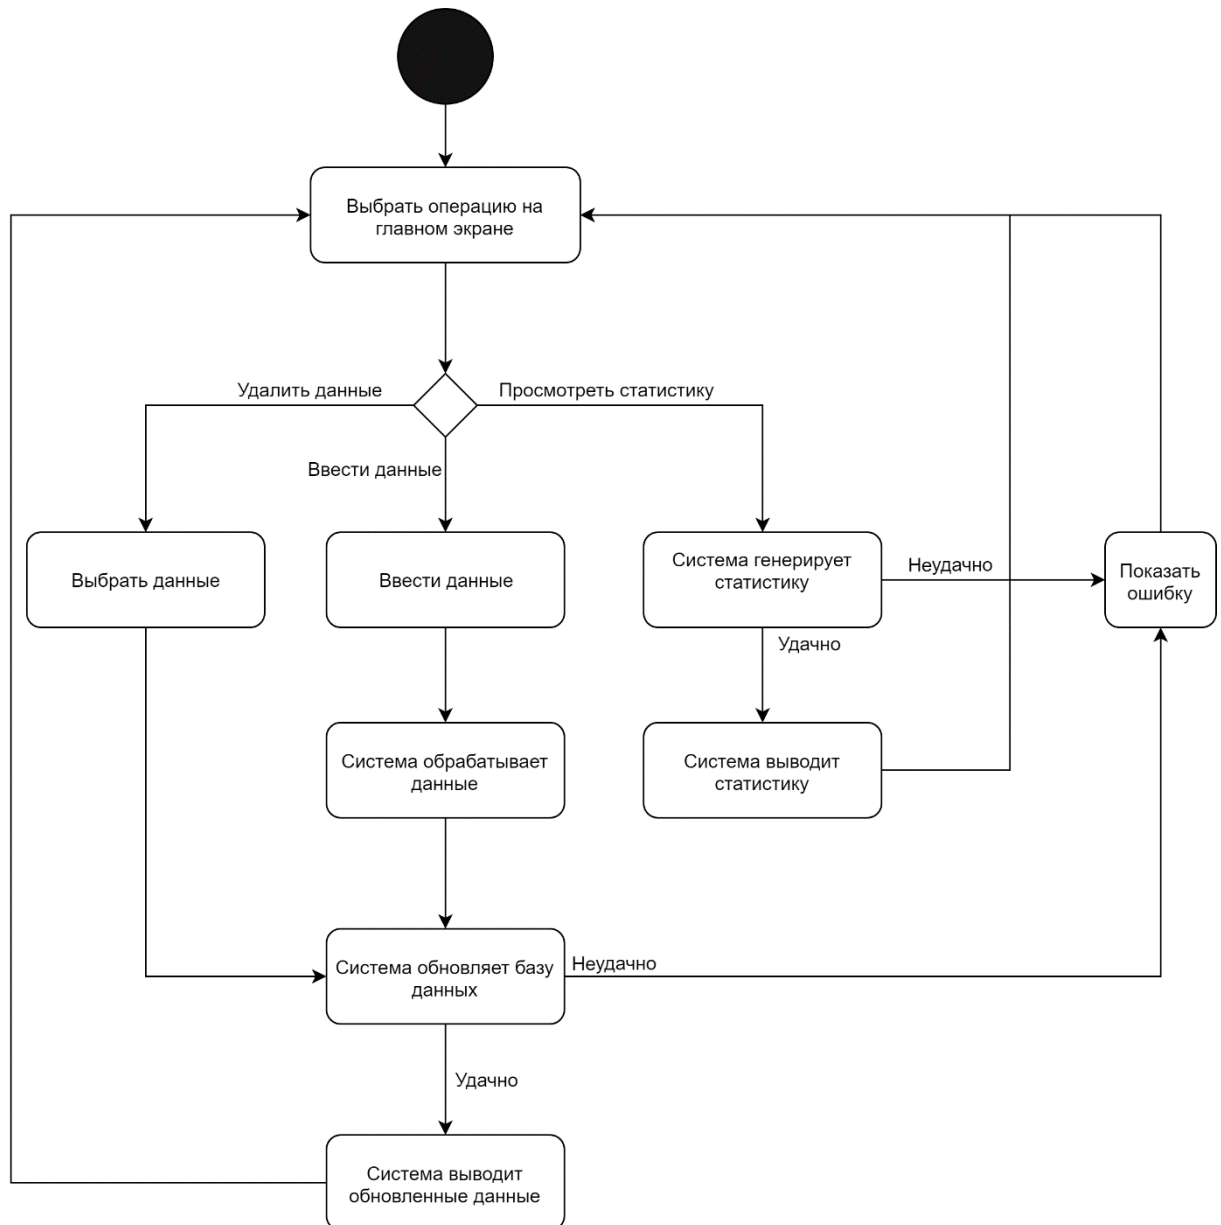 Выбрать операцию на
главном экране
Удалить данные
Просмотреть статистику
Ввести данные
Выбрать данные
Ввести данные
Система генерирует
статистику
Неудачно
Показать
ошибку
Удачно
Система обрабатывает
данные
Система выводит
статистику
Система обновляет базу
данных
Неудачно
Удачно
Система выводит
обновленные данные